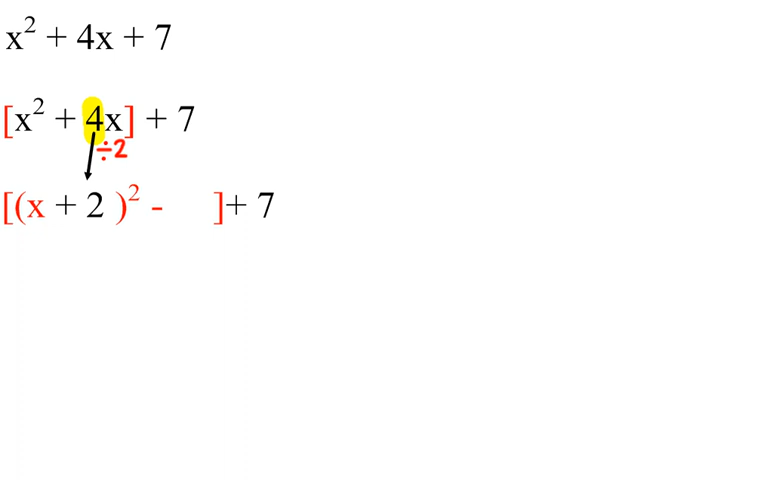 x² + 4x + 7
[x² + 4x] + 7
÷2
[(x + 2 )² - ]+ 7